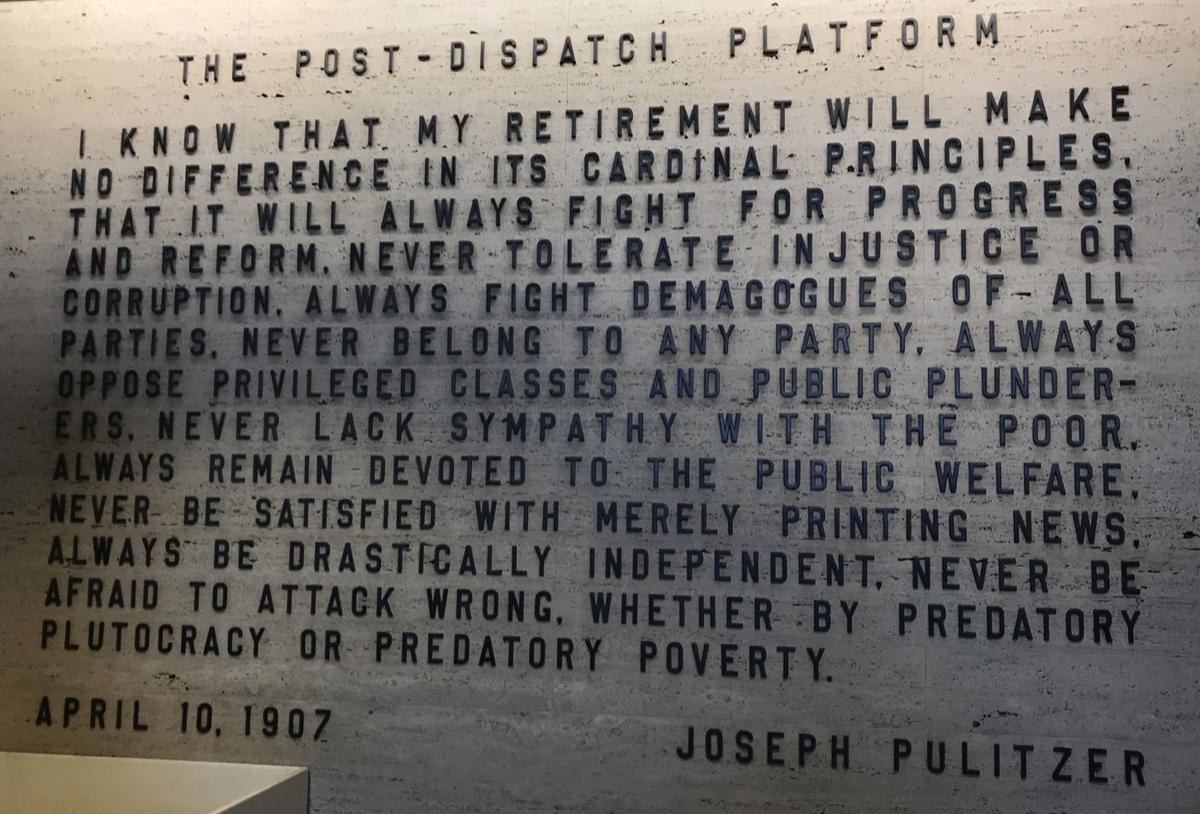 THE POST-DISPATCH PLATFORM
I KNOW THAT MY RETIREMENT WILL MAKE
NO DIFFERENCE IN ITS CARDINAL PRINCIPLES,
THAT IT WILL ALWAYS FIGHT FOR PROGRESS
AND REFORM, NEVER TOLERATE INJUSTICE OR
CORRUPTION, ALWAYS FIGHT DEMAGOGUES OF ALL
PARTIES, NEVER BELONG TO ANY PARTY, ALWAYS
OPPOSE PRIVILEGED CLASSES AND PUBLIC PLUNDER-
ERS, NEVER LACK SYMPATHY WITH THE POOR,
ALWAYS REMAIN DEVOTED TO THE PUBLIC WELFARE,
NEVER BE SATISFIED WITH MERELY PRINTING NEWS,
ALWAYS BE DRASTICALLY INDEPENDENT, NEVER BE
AFRAID TO ATTACK WRONG, WHETHER BY PREDATORY
PLUTOCRACY OR PREDATORY POVERTY.
APRIL 10, 1907
JOSEPH PULITZER